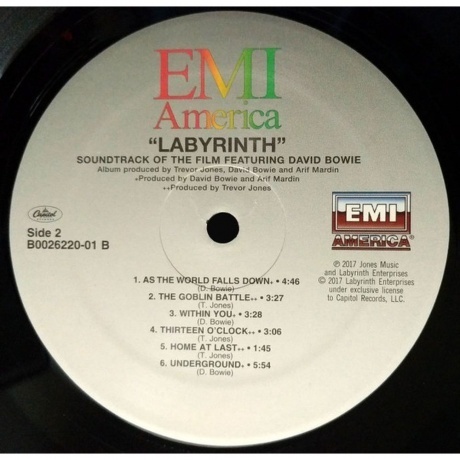 EMI
America
"LABYRINTH"
SOUNDTRACK OF THE FILM FEATURING DAVID BOWIE
Album produced by Trevor Jones, David Bowie and Arif Mardin
+Produced by David Bowie and Arif Mardin
++Produced by Trevor Jones
Capitol
RECORDS
Side 2
B0026220-01 B
EMI
AMERICA
℗ 2017 Jones Music
and Labyrinth Enterprises
© 2017 Labyrinth Enterprises
under exclusive license
to Capitol Records, LLC.
1. AS THE WORLD FALLS DOWN+ • 4:46
(D. Bowie)
2. THE GOBLIN BATTLE++ • 3:27
(T. Jones)
3. WITHIN YOU+ • 3:28
(D. Bowie)
4. THIRTEEN O'CLOCK++ • 3:06
(T. Jones)
5. HOME AT LAST++ • 1:45
(T. Jones)
6. UNDERGROUND+ • 5:54
(D. Bowie)